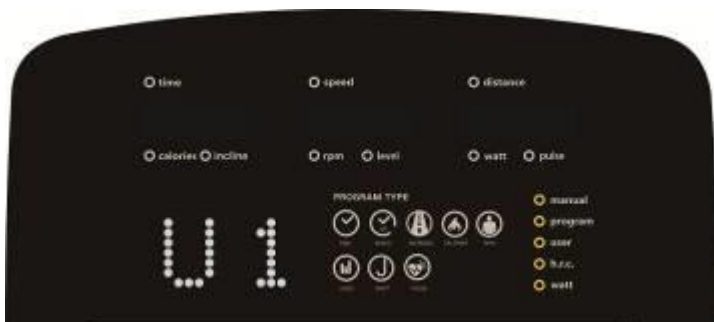 time speed distance
calories incline rpm level watt pulse
PROGRAM TYPE
manual
program
user
h.r.c.
watt
U 1